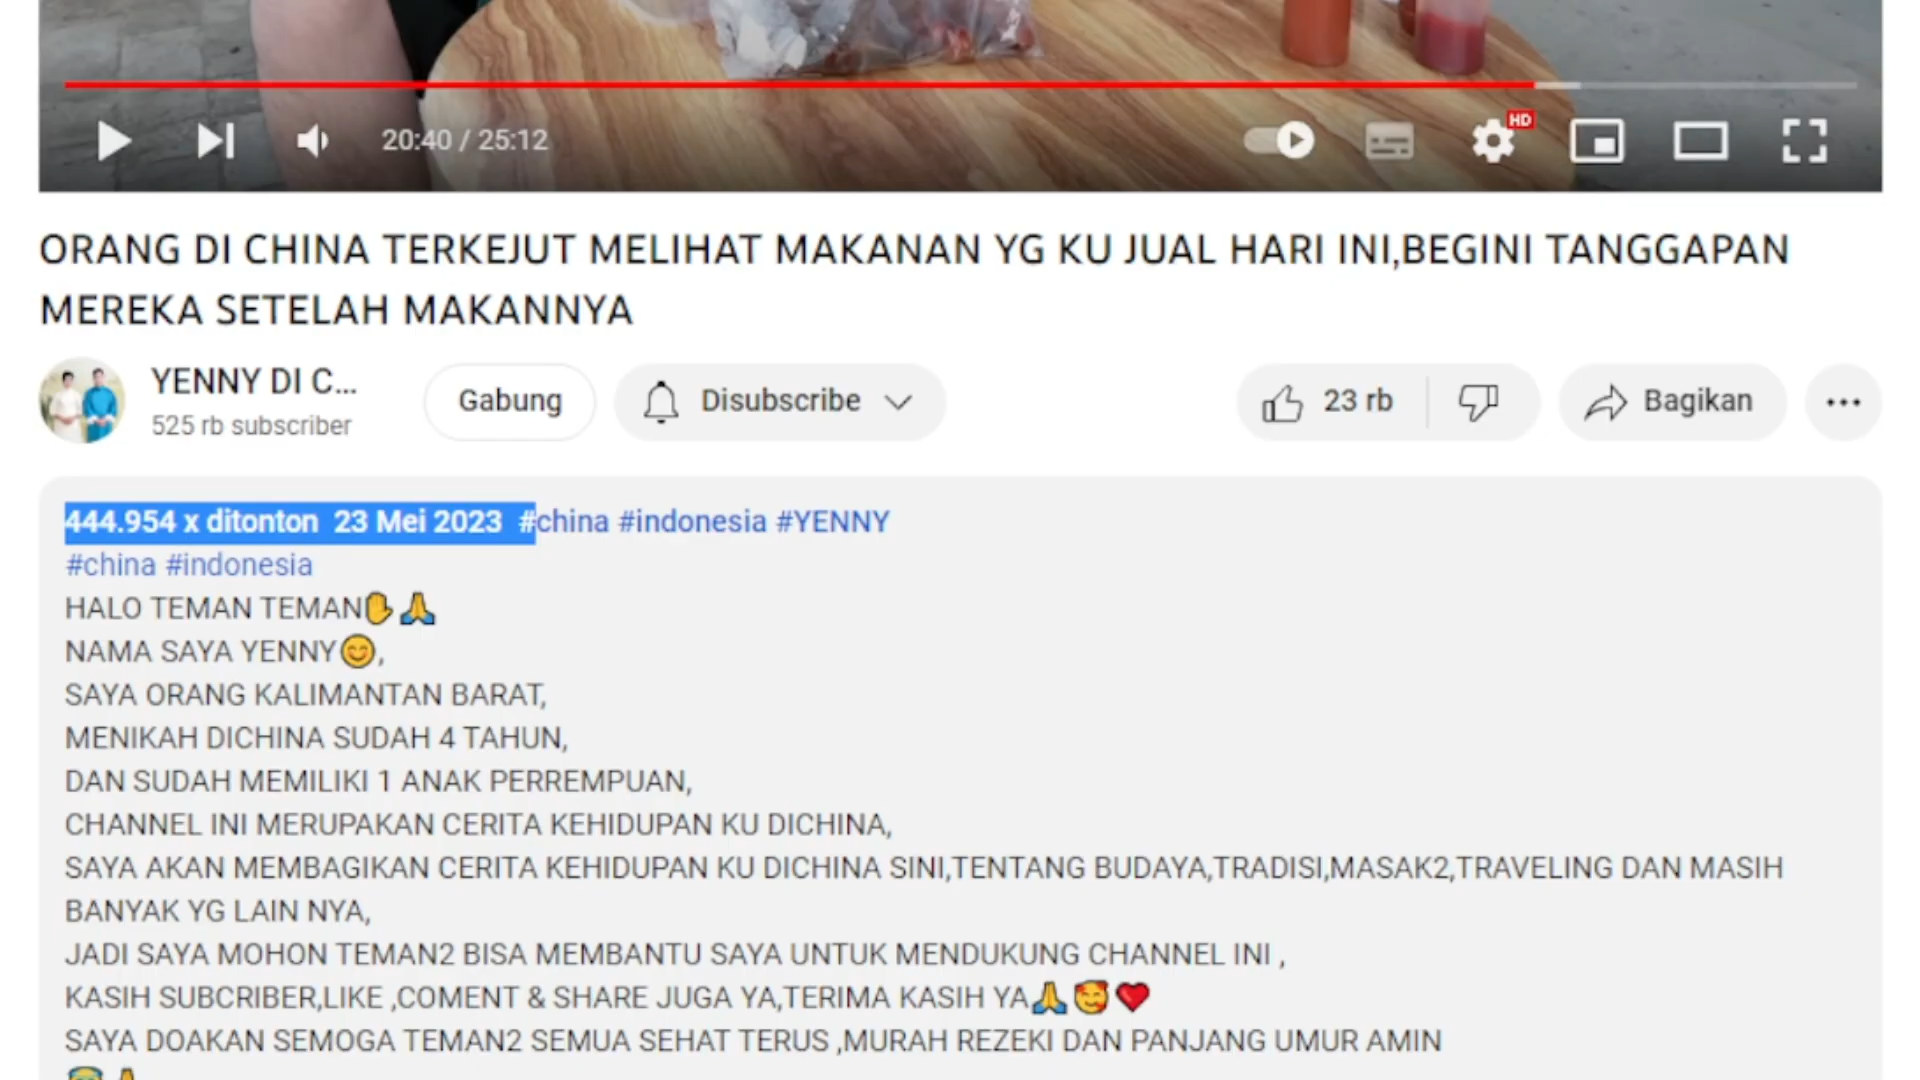 20:40 / 25:12
HD
ORANG DI CHINA TERKEJUT MELIHAT MAKANAN YG KU JUAL HARI INI,BEGINI TANGGAPAN
MEREKA SETELAH MAKANNYA
YENNY DI C...
525 rb subscriber
Gabung
Disubscribe
23 rb
Bagikan
444.954 x ditonton 23 Mei 2023 #china #indonesia #YENNY
#china #indonesia
HALO TEMAN TEMAN✋🙏
NAMA SAYA YENNY😊,
SAYA ORANG KALIMANTAN BARAT,
MENIKAH DICHINA SUDAH 4 TAHUN,
DAN SUDAH MEMILIKI 1 ANAK PERREMPUAN,
CHANNEL INI MERUPAKAN CERITA KEHIDUPAN KU DICHINA,
SAYA AKAN MEMBAGIKAN CERITA KEHIDUPAN KU DICHINA SINI,TENTANG BUDAYA,TRADISI,MASAK2,TRAVELING DAN MASIH
BANYAK YG LAIN NYA,
JADI SAYA MOHON TEMAN2 BISA MEMBANTU SAYA UNTUK MENDUKUNG CHANNEL INI ,
KASIH SUBCRIBER,LIKE ,COMENT & SHARE JUGA YA,TERIMA KASIH YA🙏🥰❤️
SAYA DOAKAN SEMOGA TEMAN2 SEMUA SEHAT TERUS ,MURAH REZEKI DAN PANJANG UMUR AMIN